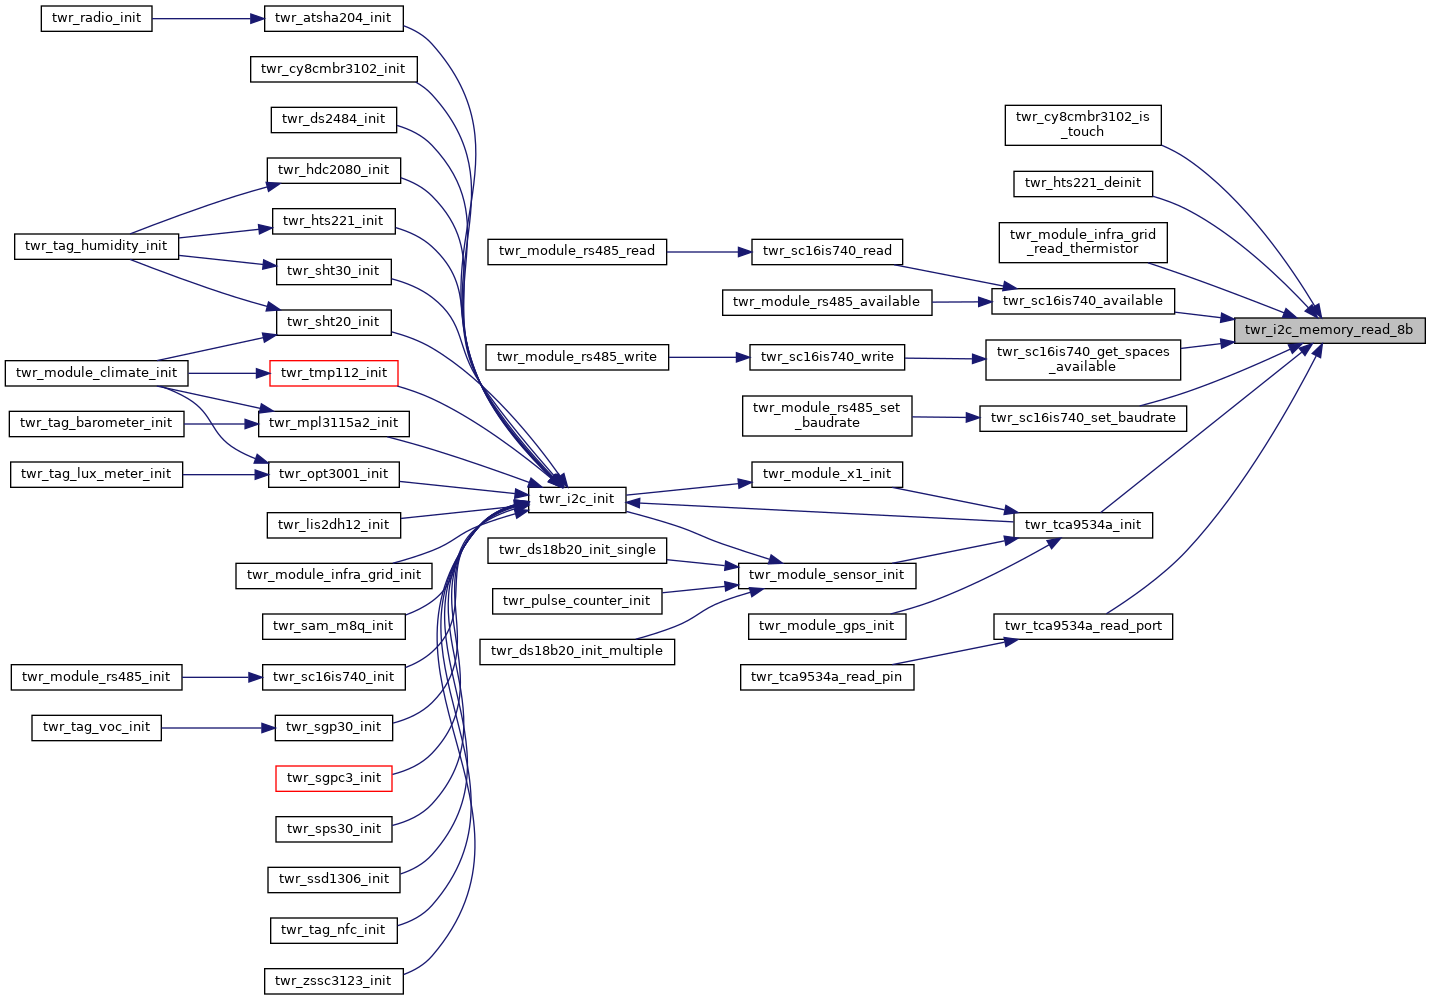 twr_radio_init
twr_atsha204_init
twr_cy8cmbr3102_init
twr_ds2484_init
twr_hdc2080_init
twr_hts221_init
twr_tag_humidity_init
twr_sht30_init
twr_sht20_init
twr_module_climate_init
twr_tmp112_init
twr_tag_barometer_init
twr_mpl3115a2_init
twr_tag_lux_meter_init
twr_opt3001_init
twr_lis2dh12_init
twr_module_infra_grid_init
twr_sam_m8q_init
twr_module_rs485_init
twr_sc16is740_init
twr_tag_voc_init
twr_sgp30_init
twr_sgpc3_init
twr_sps30_init
twr_ssd1306_init
twr_tag_nfc_init
twr_zssc3123_init
twr_i2c_init
twr_module_rs485_read
twr_sc16is740_read
twr_module_rs485_available
twr_module_rs485_write
twr_sc16is740_write
twr_module_rs485_set
_baudrate
twr_module_x1_init
twr_ds18b20_init_single
twr_module_sensor_init
twr_pulse_counter_init
twr_module_gps_init
twr_ds18b20_init_multiple
twr_tca9534a_read_pin
twr_cy8cmbr3102_is
_touch
twr_hts221_deinit
twr_module_infra_grid
_read_thermistor
twr_sc16is740_available
twr_sc16is740_get_spaces
_available
twr_sc16is740_set_baudrate
twr_tca9534a_init
twr_tca9534a_read_port
twr_i2c_memory_read_8b